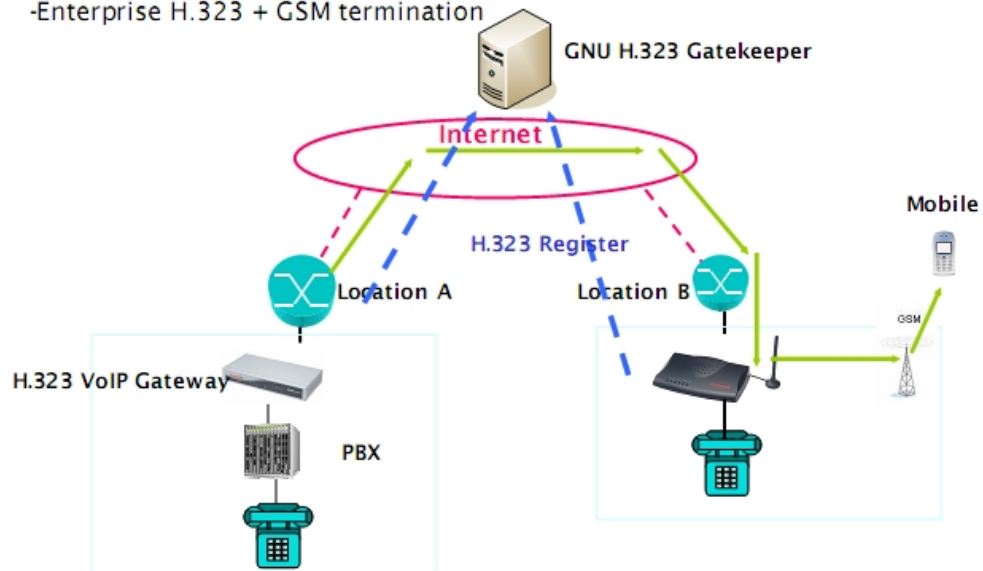 -Enterprise H.323 + GSM termination
GNU H.323 Gatekeeper
Internet
Mobile
H.323 Register
Location A
Location B
GSM
H.323 VoIP Gateway
PBX